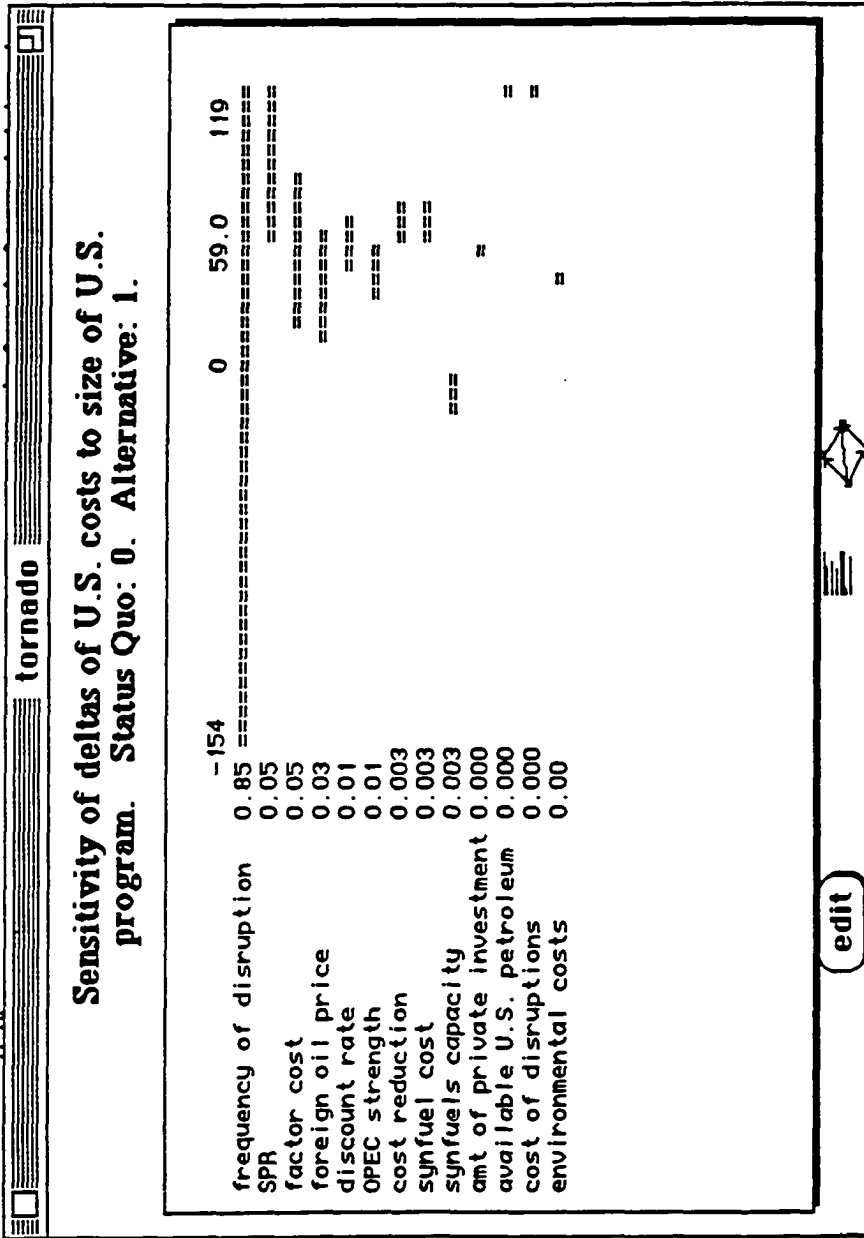 tornado
Sensitivity of deltas of U.S. costs to size of U.S.
program. Status Quo: 0. Alternative: 1.
-154 0 59.0 119
frequency of disruption 0.85
SPR 0.05
factor cost 0.05
foreign oil price 0.03
discount rate 0.01
OPEC strength 0.01
cost reduction 0.003
synfuel cost 0.003
synfuels capacity 0.003
amt of private investment 0.000
available U.S. petroleum 0.000
cost of disruptions 0.000
environmental costs 0.00
edit